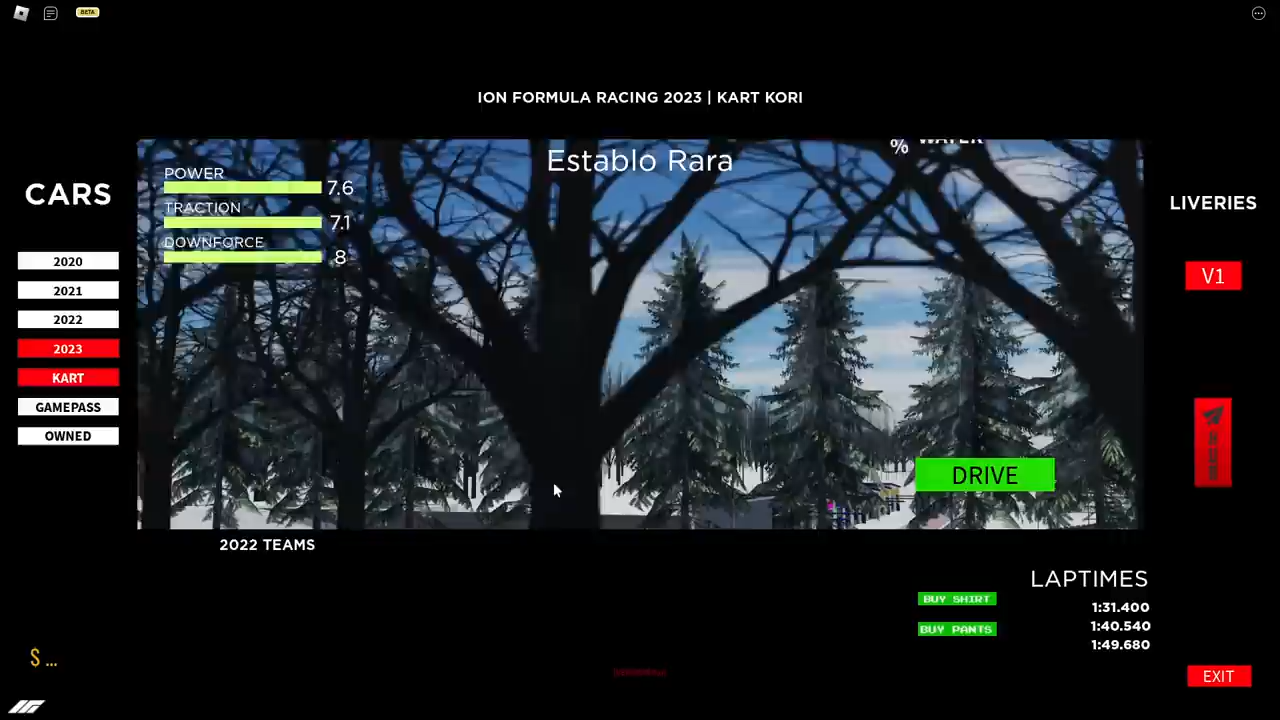 BETA
ION FORMULA RACING 2023 | KART KORI
Establo Rara
% WATER
POWER
7.6
TRACTION
7.1
DOWNFORCE
8
CARS
2020
2021
2022
2023
KART
GAMEPASS
OWNED
LIVERIES
V1
DRIVE
2022 TEAMS
LAPTIMES
1:31.400
1:40.540
1:49.680
BUY SHIRT
BUY PANTS
$ ...
EXIT